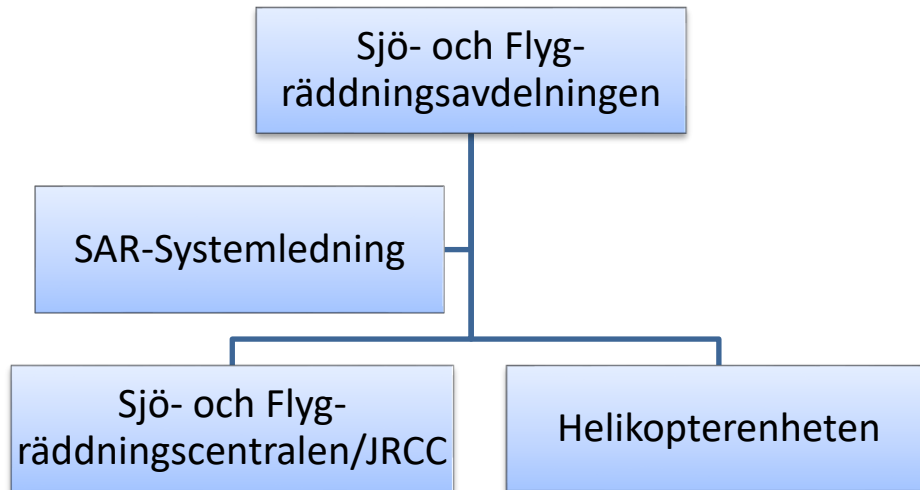 Sjö- och Flyg-
räddningsavdelningen
SAR-Systemledning
Sjö- och Flyg-
räddningscentralen/JRCC
Helikopterenheten